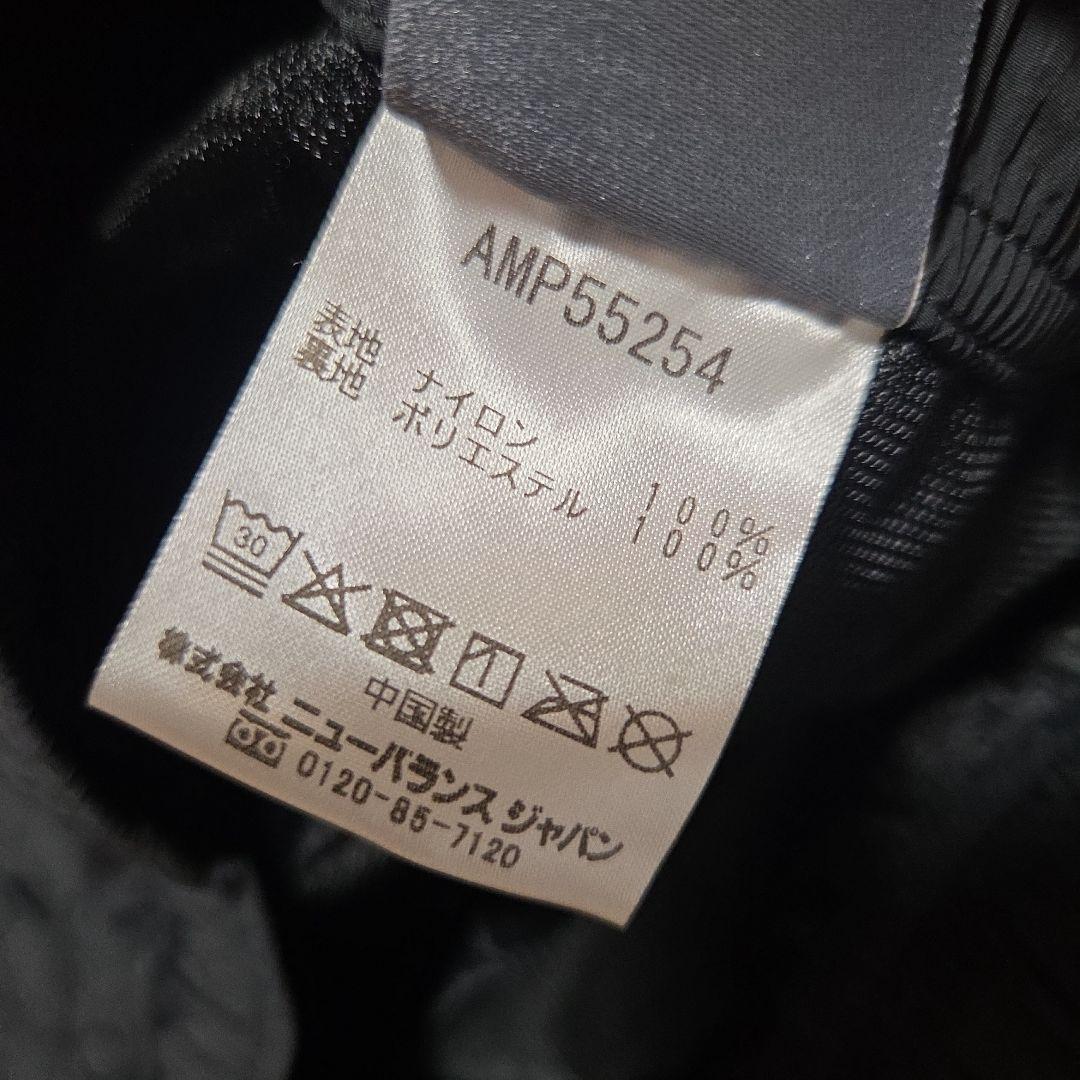 AMP55254
表地 ナイロン 100%
裏地 ポリエステル 100%
30
中国製
株式会社 ニューバランス ジャパン
0120-85-7120